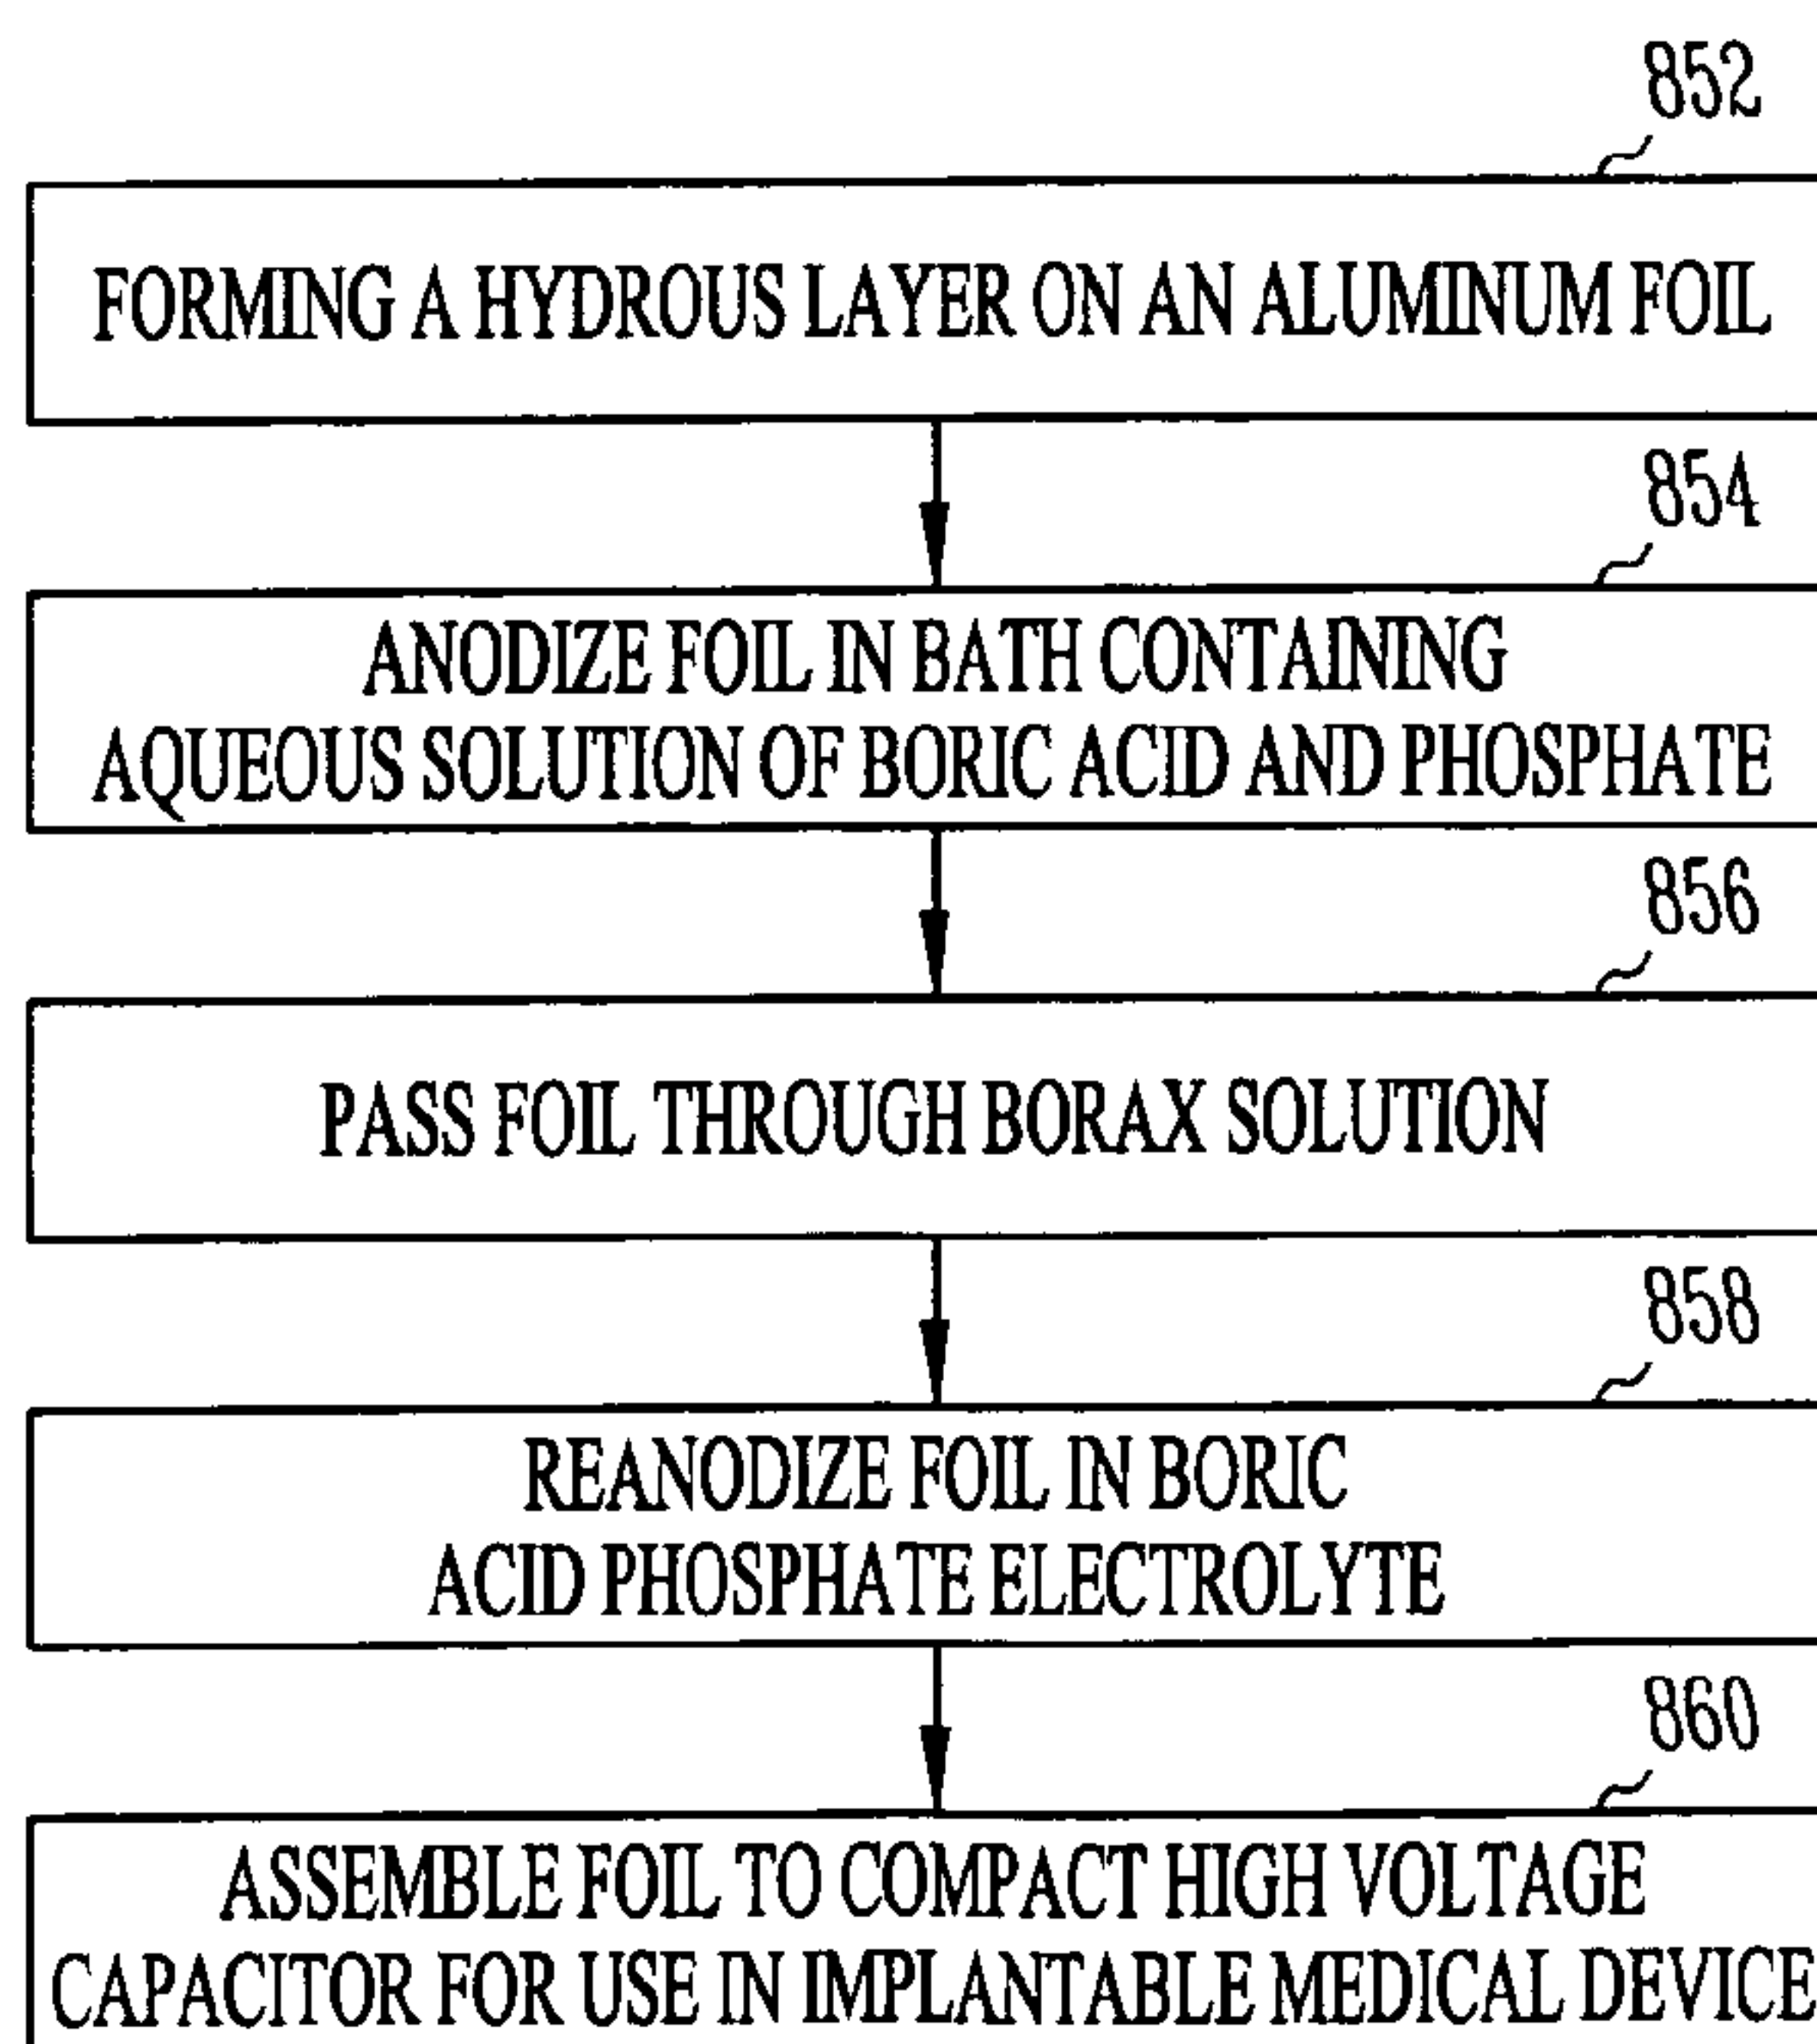 852
FORMING A HYDROUS LAYER ON AN ALUMINUM FOIL
854
ANODIZE FOIL IN BATH CONTAINING
AQUEOUS SOLUTION OF BORIC ACID AND PHOSPHATE
856
PASS FOIL THROUGH BORAX SOLUTION
858
REANODIZE FOIL IN BORIC
ACID PHOSPHATE ELECTROLYTE
860
ASSEMBLE FOIL TO COMPACT HIGH VOLTAGE
CAPACITOR FOR USE IN IMPLANTABLE MEDICAL DEVICE